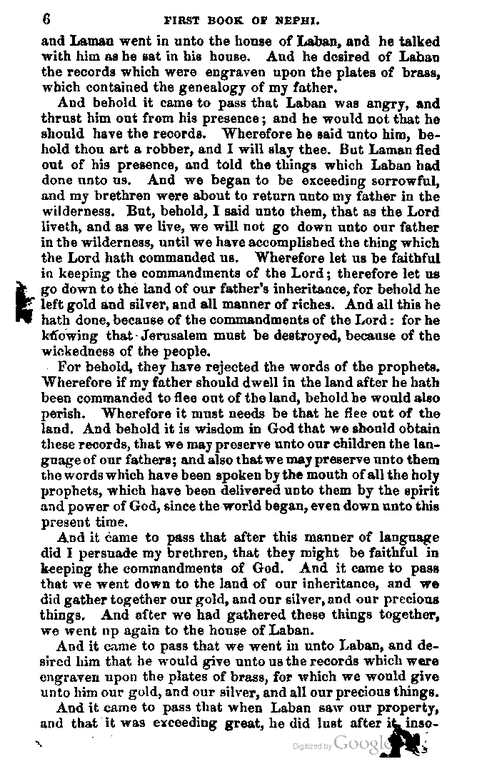 6 FIRST BOOK OF NEPHI.
and Laman went in unto the house of Laban, and he talked
with him as he sat in his house. And he desired of Laban
the records which were engraven upon the plates of brass,
which contained the genealogy of my father.
And behold it came to pass that Laban was angry, and
thrust him out from his presence; and he would not that he
should have the records. Wherefore he said unto him, be-
hold thou art a robber, and I will slay thee. But Laman fled
out of his presence, and told the things which Laban had
done unto us. And we began to be exceeding sorrowful,
and my brethren were about to return unto my father in the
wilderness. But, behold, I said unto them, that as the Lord
liveth, and as we live, we will not go down unto our father
in the wilderness, until we have accomplished the thing which
the Lord hath commanded us. Wherefore let us be faithful
in keeping the commandments of the Lord; therefore let us
go down to the land of our father's inheritance, for behold he
left gold and silver, and all manner of riches. And all this he
hath done, because of the commandments of the Lord: for he
knowing that Jerusalem must be destroyed, because of the
wickedness of the people.
For behold, they have rejected the words of the prophets.
Wherefore if my father should dwell in the land after he hath
been commanded to flee out of the land, behold he would also
perish. Wherefore it must needs be that he flee out of the
land. And behold it is wisdom in God that we should obtain
these records, that we may preserve unto our children the lan-
guage of our fathers; and also that we may preserve unto them
the words which have been spoken by the mouth of all the holy
prophets, which have been delivered unto them by the spirit
and power of God, since the world began, even down unto this
present time.
And it came to pass that after this manner of language
did I persuade my brethren, that they might be faithful in
keeping the commandments of God. And it came to pass
that we went down to the land of our inheritance, and we
did gather together our gold, and our silver, and our precious
things. And after we had gathered these things together,
we went up again to the house of Laban.
And it came to pass that we went in unto Laban, and de-
sired him that he would give unto us the records which were
engraven upon the plates of brass, for which we would give
unto him our gold, and our silver, and all our precious things.
And it came to pass that when Laban saw our property,
and that it was exceeding great, he did lust after it, inso-
Digitized by Google